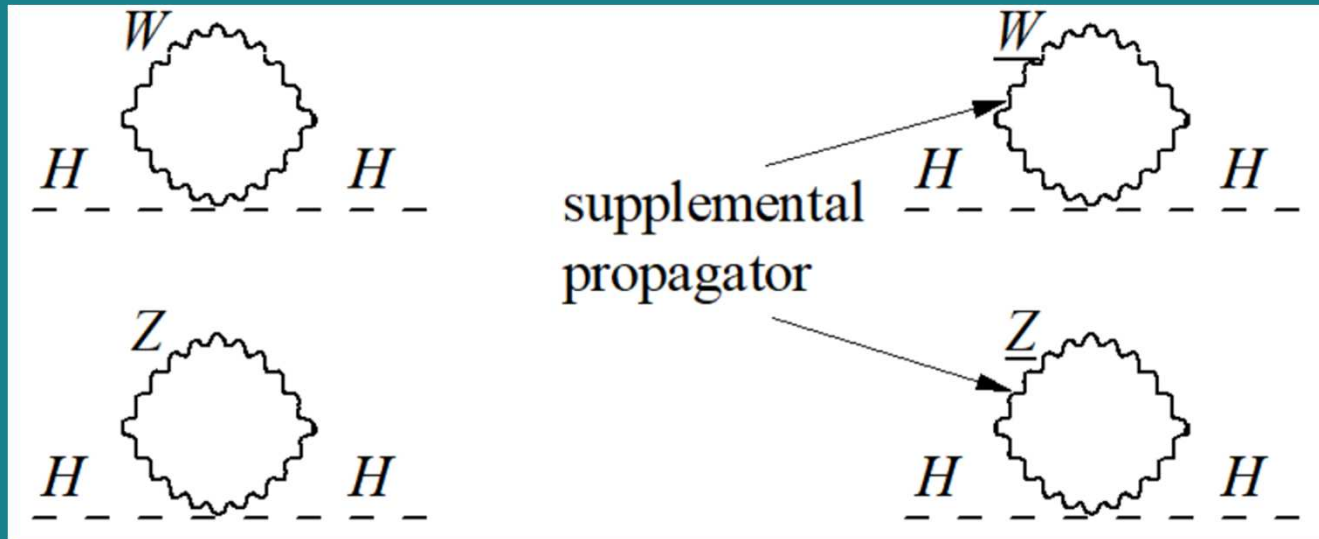 W
H H
W
H H
supplemental
propagator
Z
H H
Z
H H